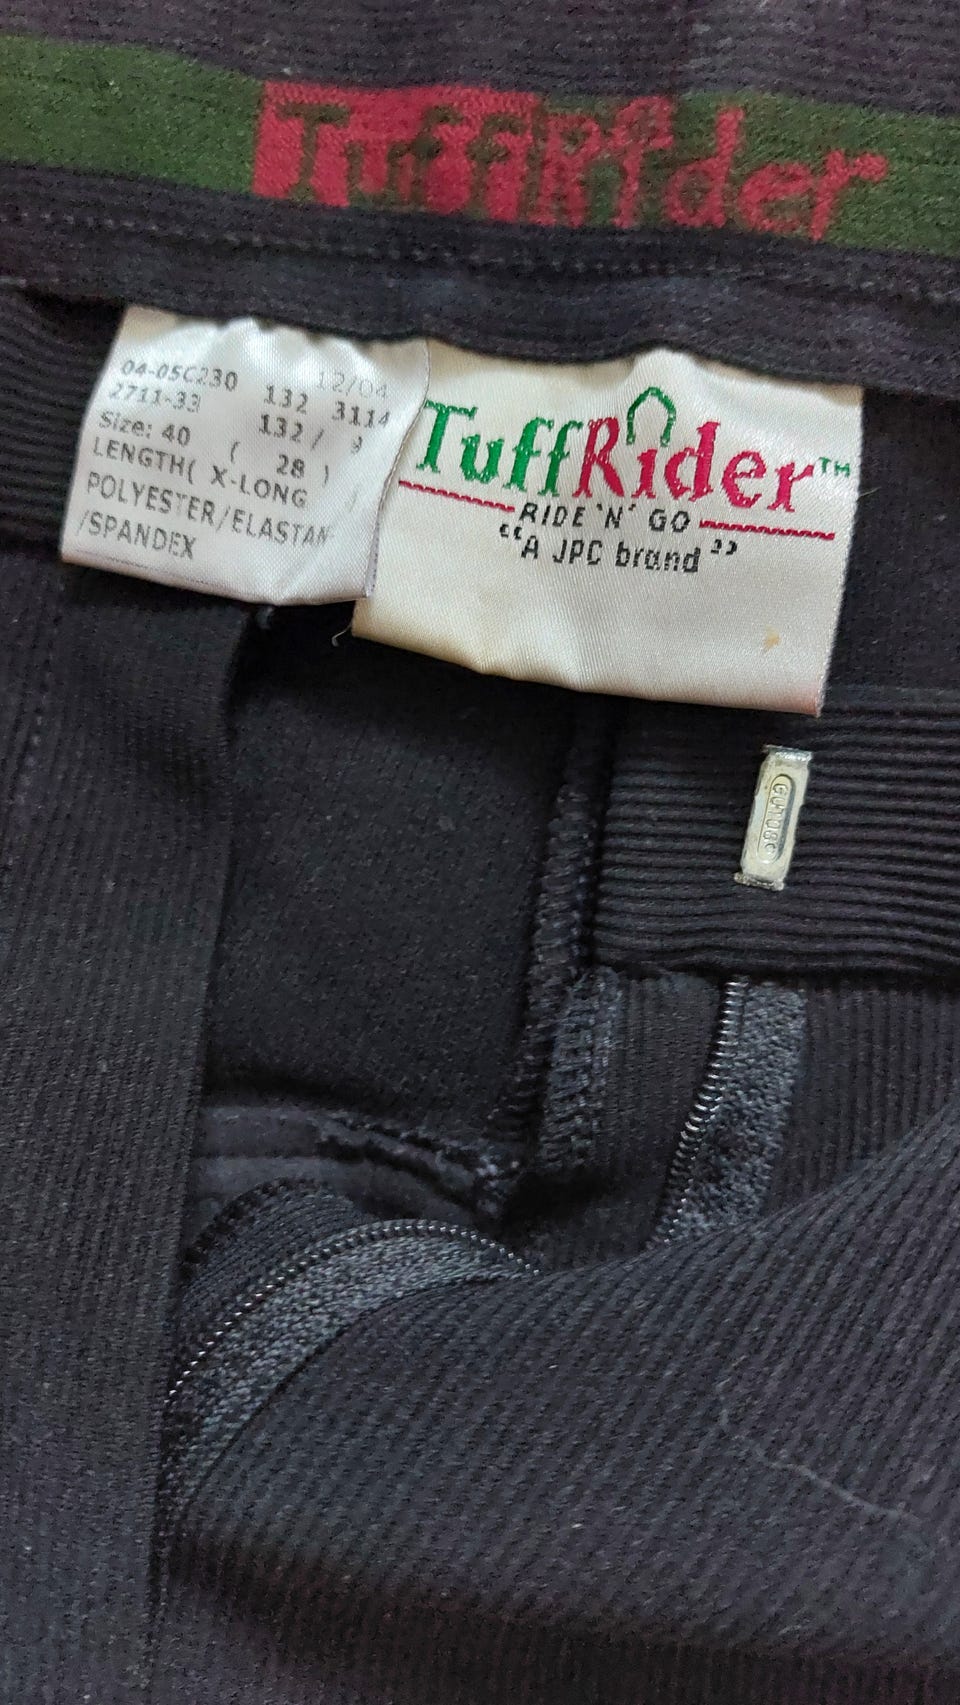 TuffRider
04-05C230 12/04
2711-33 132 3114
Size: 40 132 /
( 28 )
LENGTH( X-LONG
POLYESTER/ELASTAN
/SPANDEX
TuffRider™
RIDE 'N' GO
“A JPC brand”